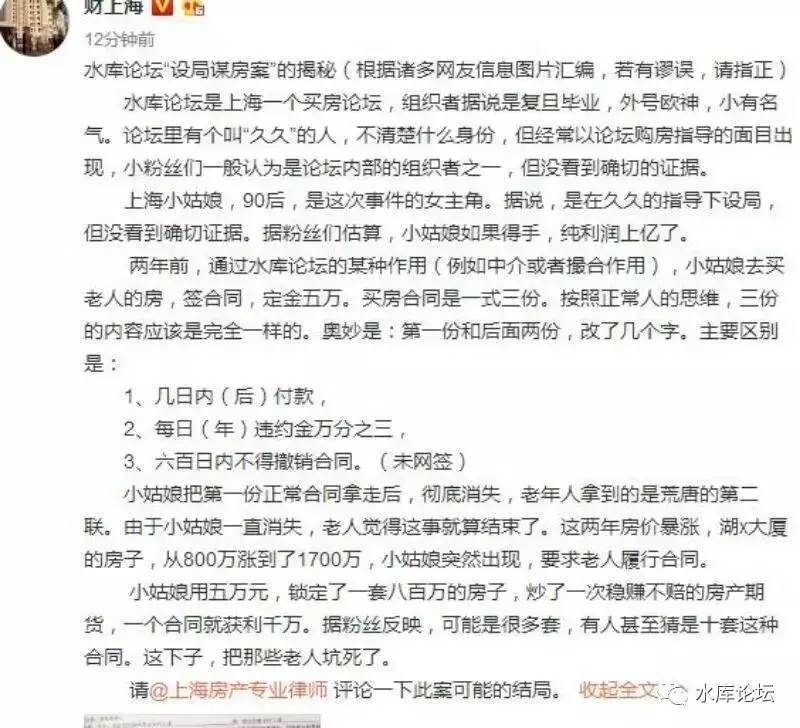 财上海
12分钟前
水库论坛“设局谋房案”的揭秘（根据诸多网友信息图片汇编，若有谬误，请指正）
水库论坛是上海一个买房论坛，组织者据说是复旦毕业，外号欧神，小有名
气。论坛里有个叫“久久”的人，不清楚什么身份，但经常以论坛购房指导的面目出
现，小粉丝们一般认为是论坛内部的组织者之一，但没看到确切的证据。
上海小姑娘，90后，是这次事件的女主角。据说，是在久久的指导下设局，
但没看到确切证据。据粉丝们估算，小姑娘如果得手，纯利润上亿了。
两年前，通过水库论坛的某种作用（例如中介或者撮合作用），小姑娘去买
老人的房，签合同，定金五万。买房合同是一式三份。按照正常人的思维，三份
的内容应该是完全一样的。奥妙是：第一份和后面两份，改了几个字。主要区别
是：
1、几日内（后）付款，
2、每日（年）违约金万分之三，
3、六百日内不得撤销合同。（未网签）
小姑娘把第一份正常合同拿走后，彻底消失，老年人拿到的是荒唐的第二
联。由于小姑娘一直消失，老人觉得这事就算结束了。这两年房价暴涨，湖x大厦
的房子，从800万涨到了1700万，小姑娘突然出现，要求老人履行合同。
小姑娘用五万元，锁定了一套八百万的房子，炒了一次稳赚不赔的房产期
货，一个合同就获利千万。据粉丝反映，可能是很多套，有人甚至猜是十套这种
合同。这下子，把那些老人坑死了。
请@上海房产专业律师 评论一下此案可能的结局。 收起全文
水库论坛